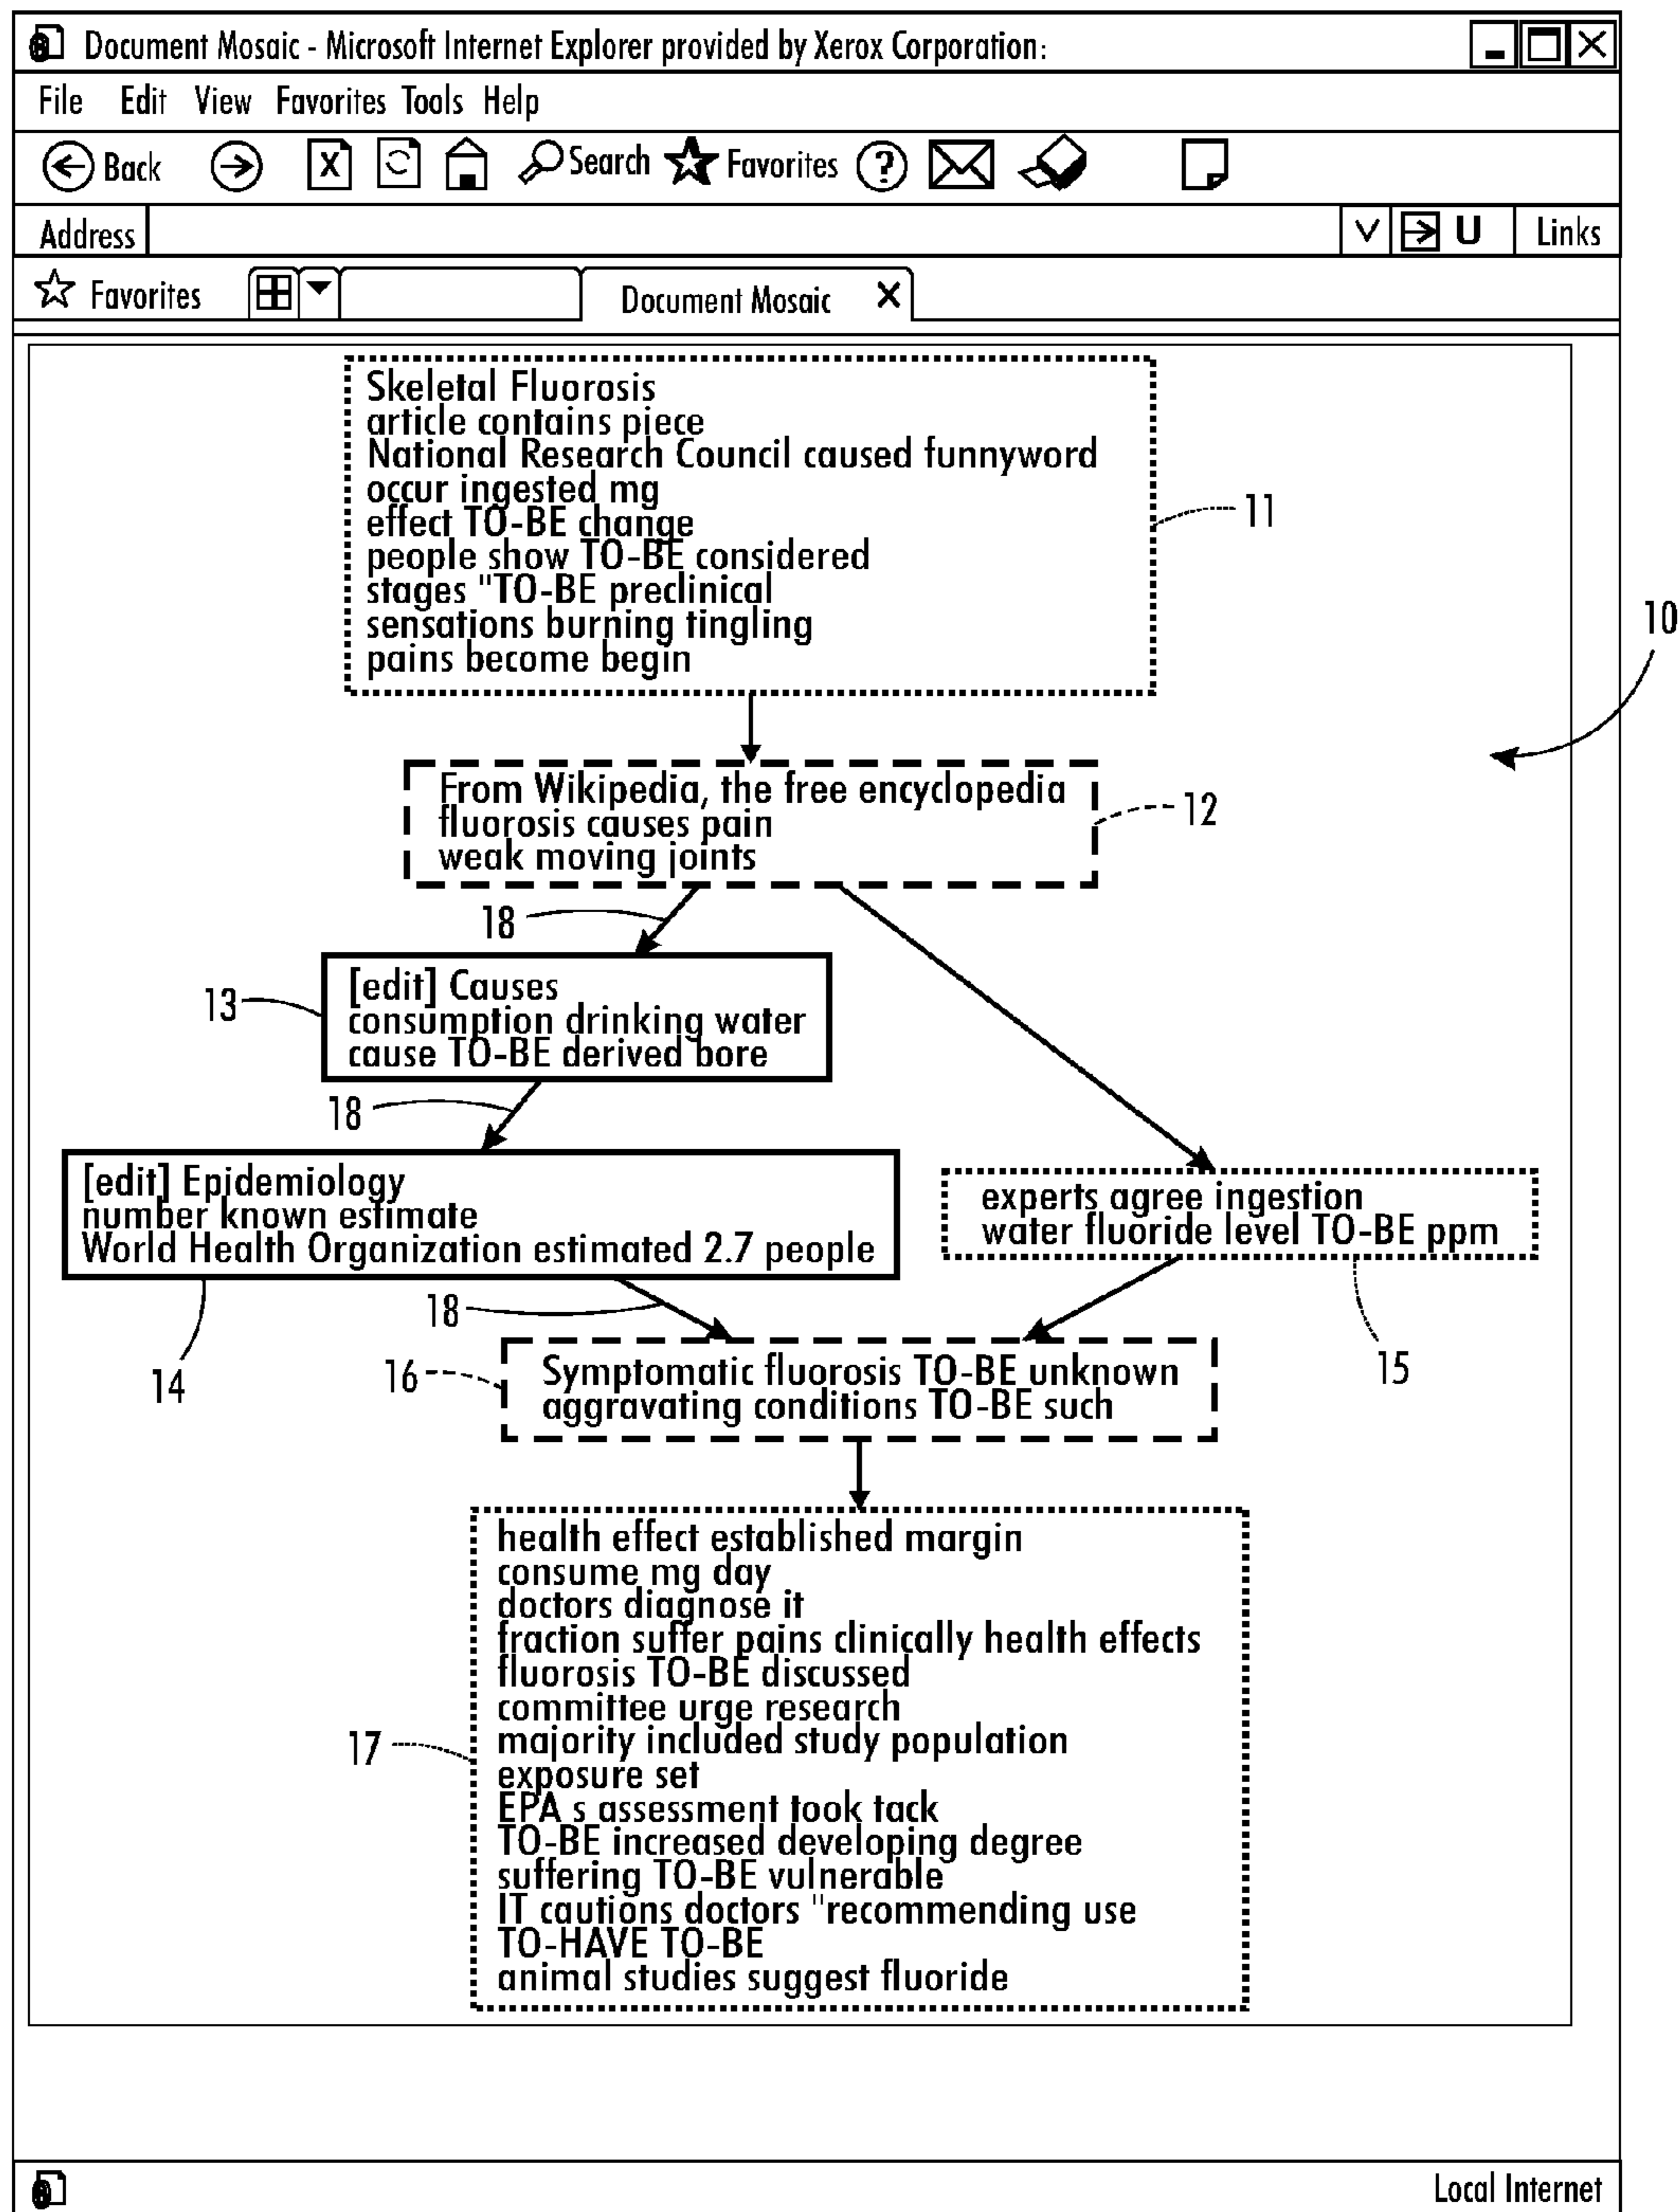 Document Mosaic - Microsoft Internet Explorer provided by Xerox Corporation:
File Edit View Favorites Tools Help
Back Search Favorites
Address U Links
Favorites Document Mosaic
Skeletal Fluorosis
article contains piece
National Research Council caused funnyword
occur ingested mg
effect TO-BE change
people show TO-BE considered
stages "TO-BE preclinical
sensations burning tingling
pains become begin
11
10
From Wikipedia, the free encyclopedia
fluorosis causes pain
weak moving joints
12
18
[edit] Causes
consumption drinking water
cause TO-BE derived bore
13
18
[edit] Epidemiology
number known estimate
World Health Organization estimated 2.7 people
experts agree ingestion
water fluoride level TO-BE ppm
18
14
15
16
Symptomatic fluorosis TO-BE unknown
aggravating conditions TO-BE such
health effect established margin
consume mg day
doctors diagnose it
fraction suffer pains clinically health effects
fluorosis TO-BE discussed
committee urge research
majority included study population
exposure set
EPA s assessment took tack
TO-BE increased developing degree
suffering TO-BE vulnerable
IT cautions doctors "recommending use
TO-HAVE TO-BE
animal studies suggest fluoride
17
Local Internet